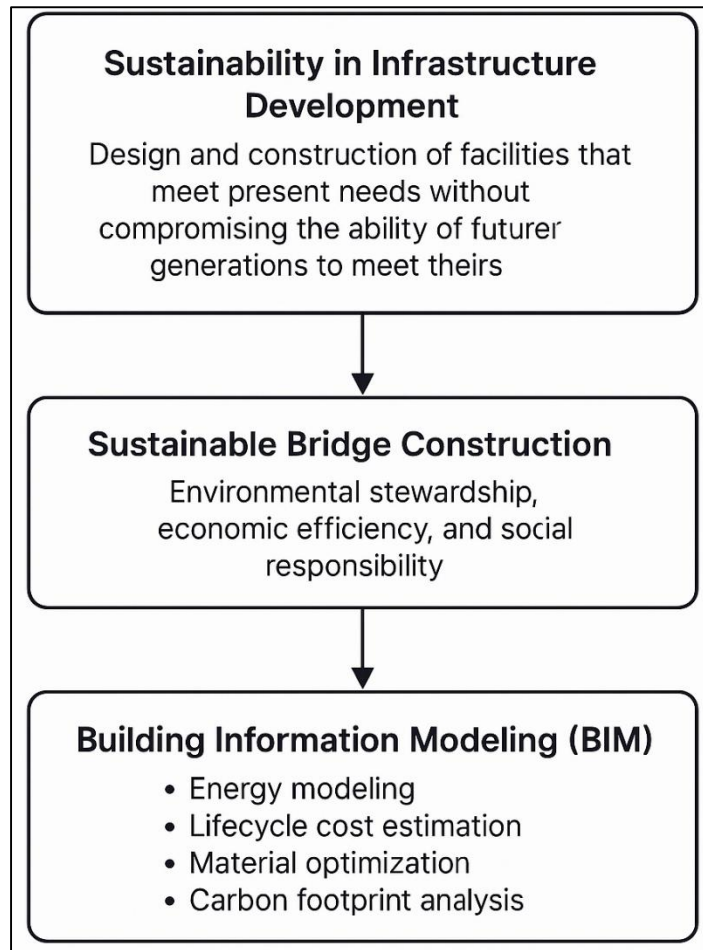 Sustainability in Infrastructure
Development
Design and construction of facilities that
meet present needs without
compromising the ability of futurer
generations to meet theirs
Sustainable Bridge Construction
Environmental stewardship,
economic efficiency, and social
responsibility
Building Information Modeling (BIM)
• Energy modeling
• Lifecycle cost estimation
• Material optimization
• Carbon footprint analysis